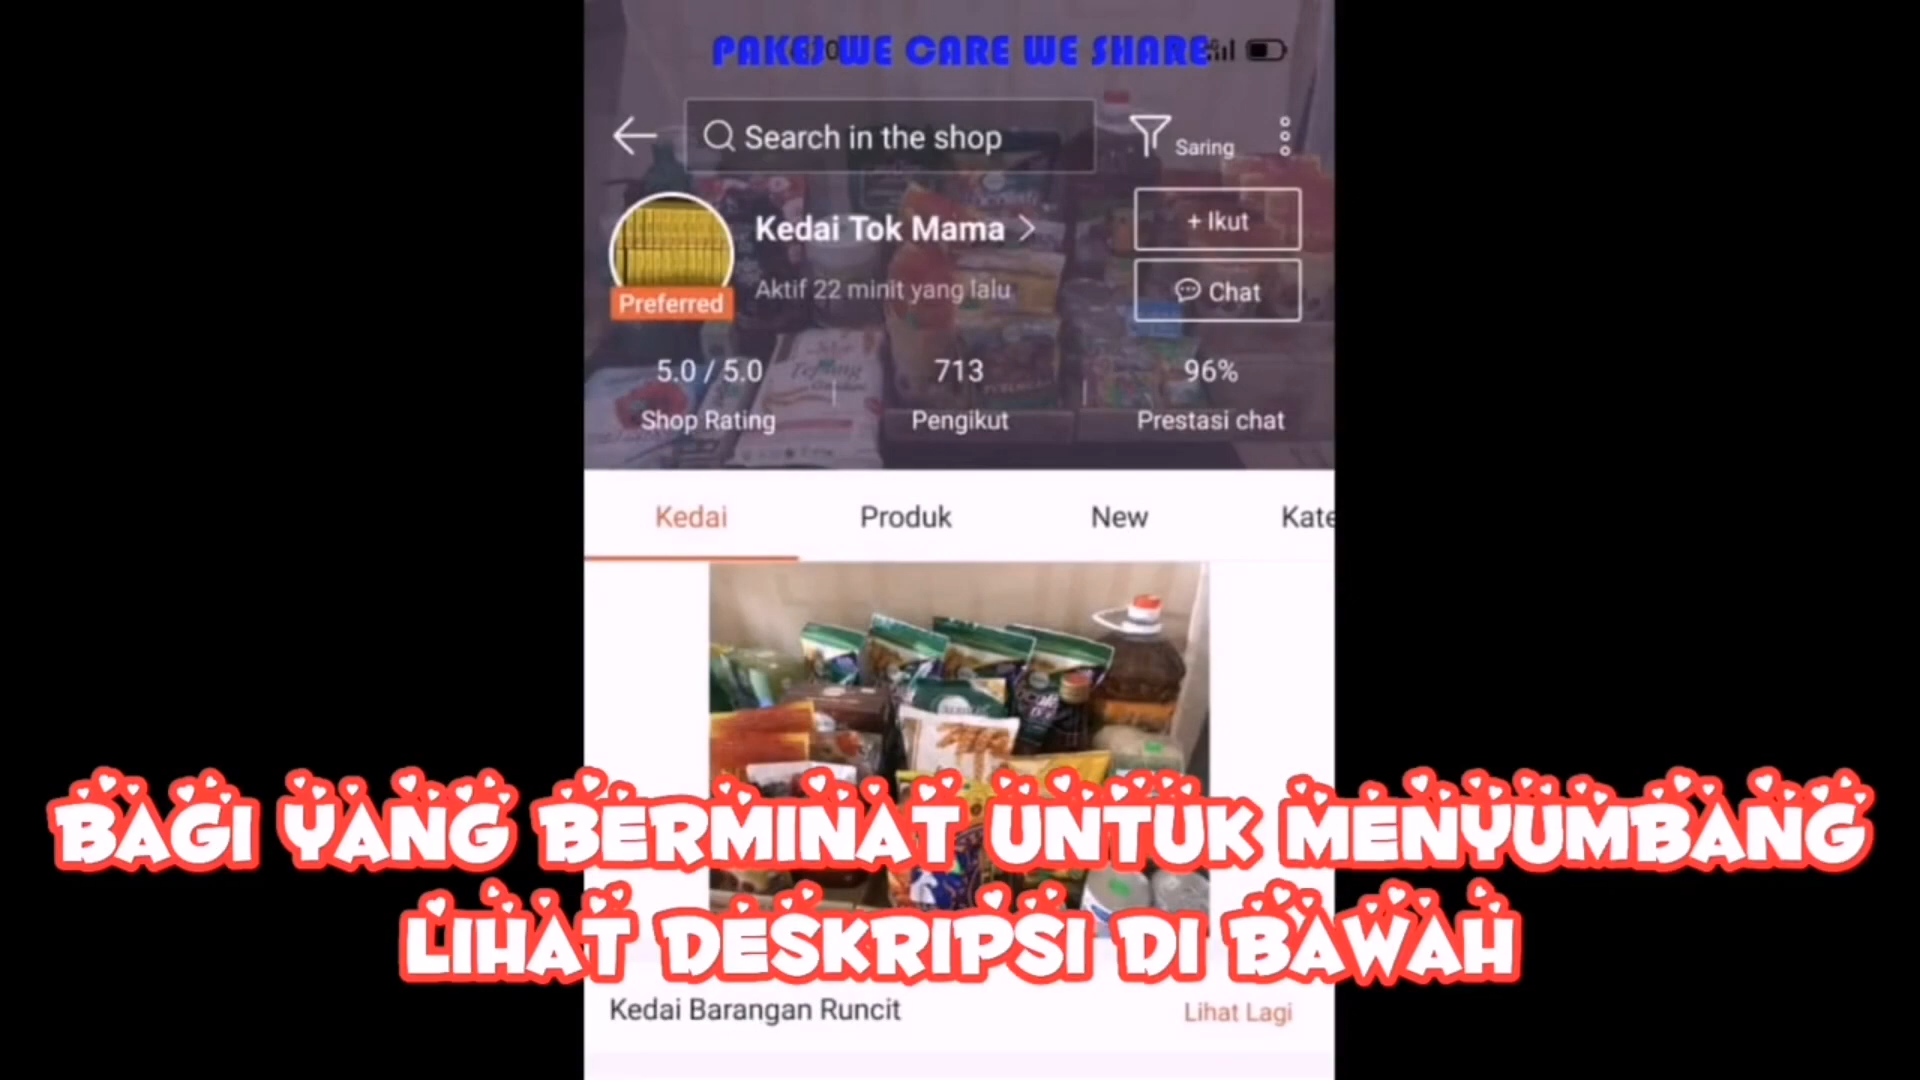 PAKEJ WE CARE WE SHARE
Search in the shop
Saring
Kedai Tok Mama
+ Ikut
Preferred
Aktif 22 minit yang lalu
Chat
5.0 / 5.0
713
96%
Shop Rating
Pengikut
Prestasi chat
Kedai
Produk
New
Kate
BAGI YANG BERMINAT UNTUK MENYUMBANG
LIHAT DESKRIPSI DI BAWAH
Kedai Barangan Runcit
Lihat Lagi